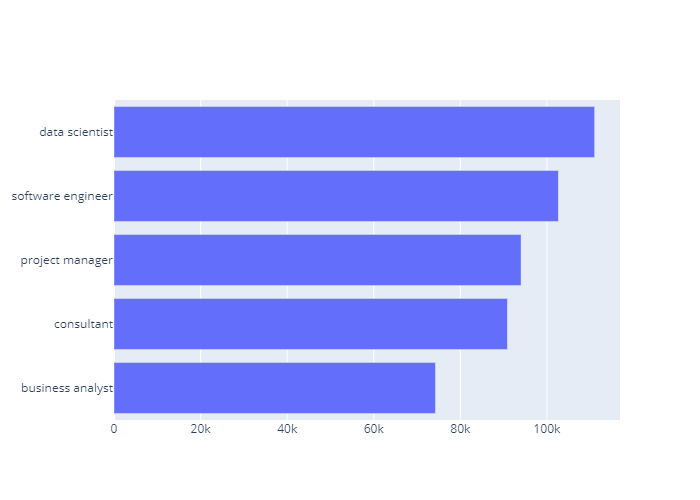 data scientist
software engineer
project manager
consultant
business analyst
0 20k 40k 60k 80k 100k